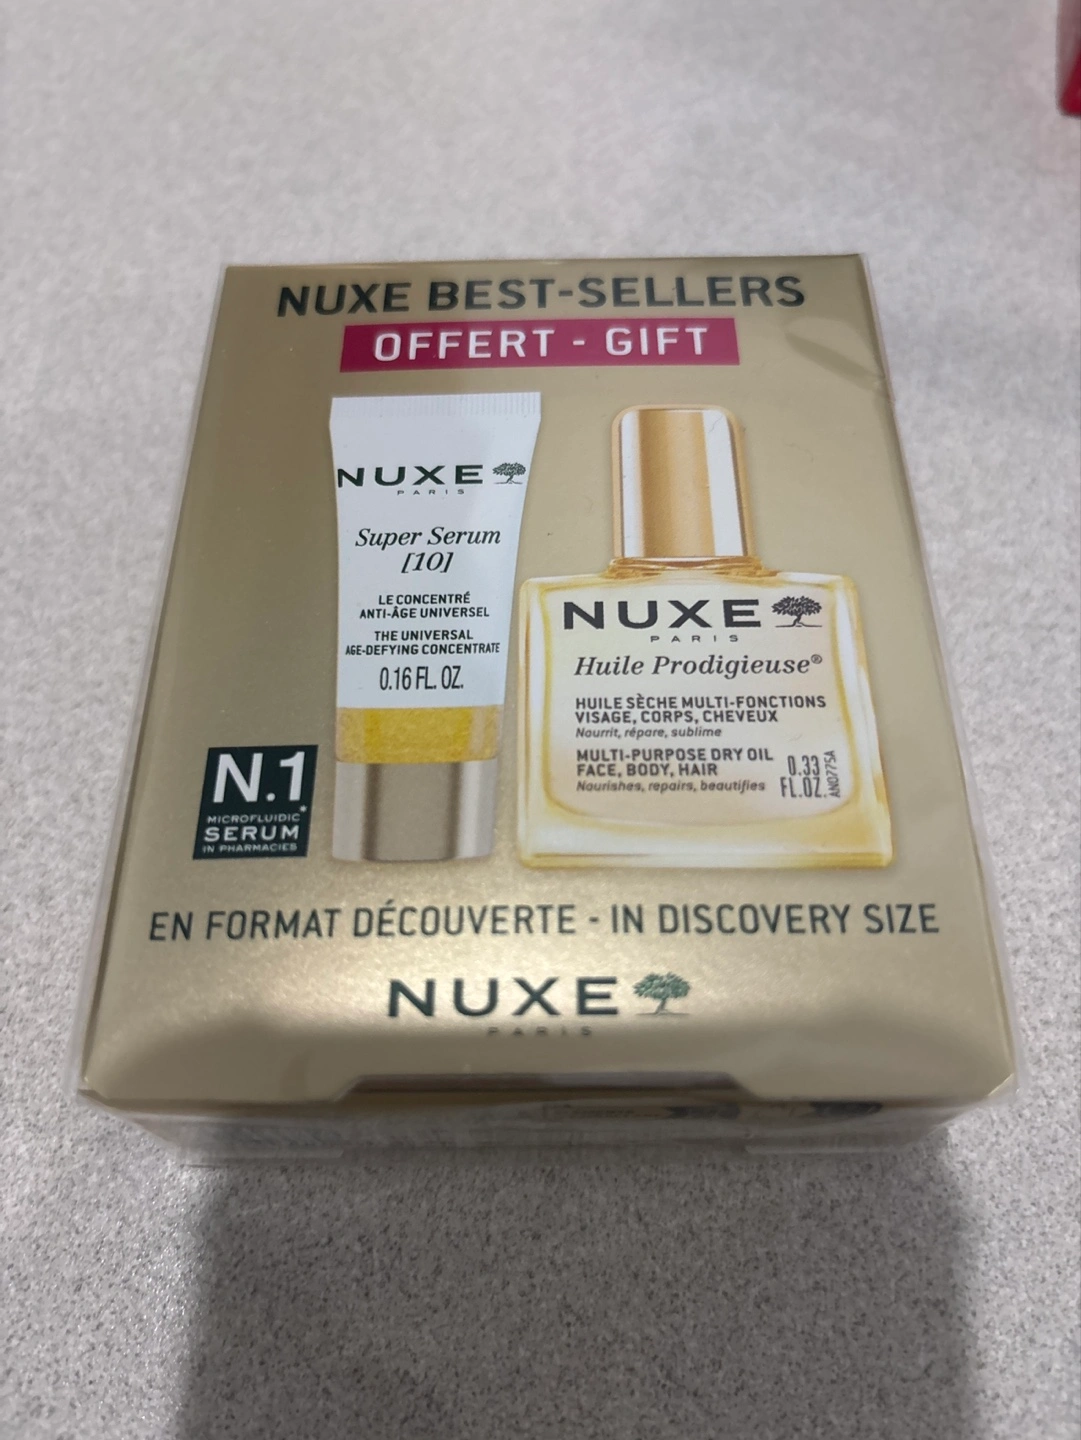 NUXE BEST-SELLERS
OFFERT - GIFT
NUXE
PARIS
Super Serum
[10]
LE CONCENTRÉ
ANTI-ÂGE UNIVERSEL
THE UNIVERSAL
AGE-DEFYING CONCENTRATE
0.16 FL. OZ.
NUXE
PARIS
Huile Prodigieuse®
HUILE SÈCHE MULTI-FONCTIONS
VISAGE, CORPS, CHEVEUX
Nourrit, répare, sublime
MULTI-PURPOSE DRY OIL
FACE, BODY, HAIR
Nourishes, repairs, beautifies
0.33
FL.OZ.
AN0775A
N.1
MICROFLUIDIC*
SERUM
IN PHARMACIES
EN FORMAT DÉCOUVERTE - IN DISCOVERY SIZE
NUXE
PARIS